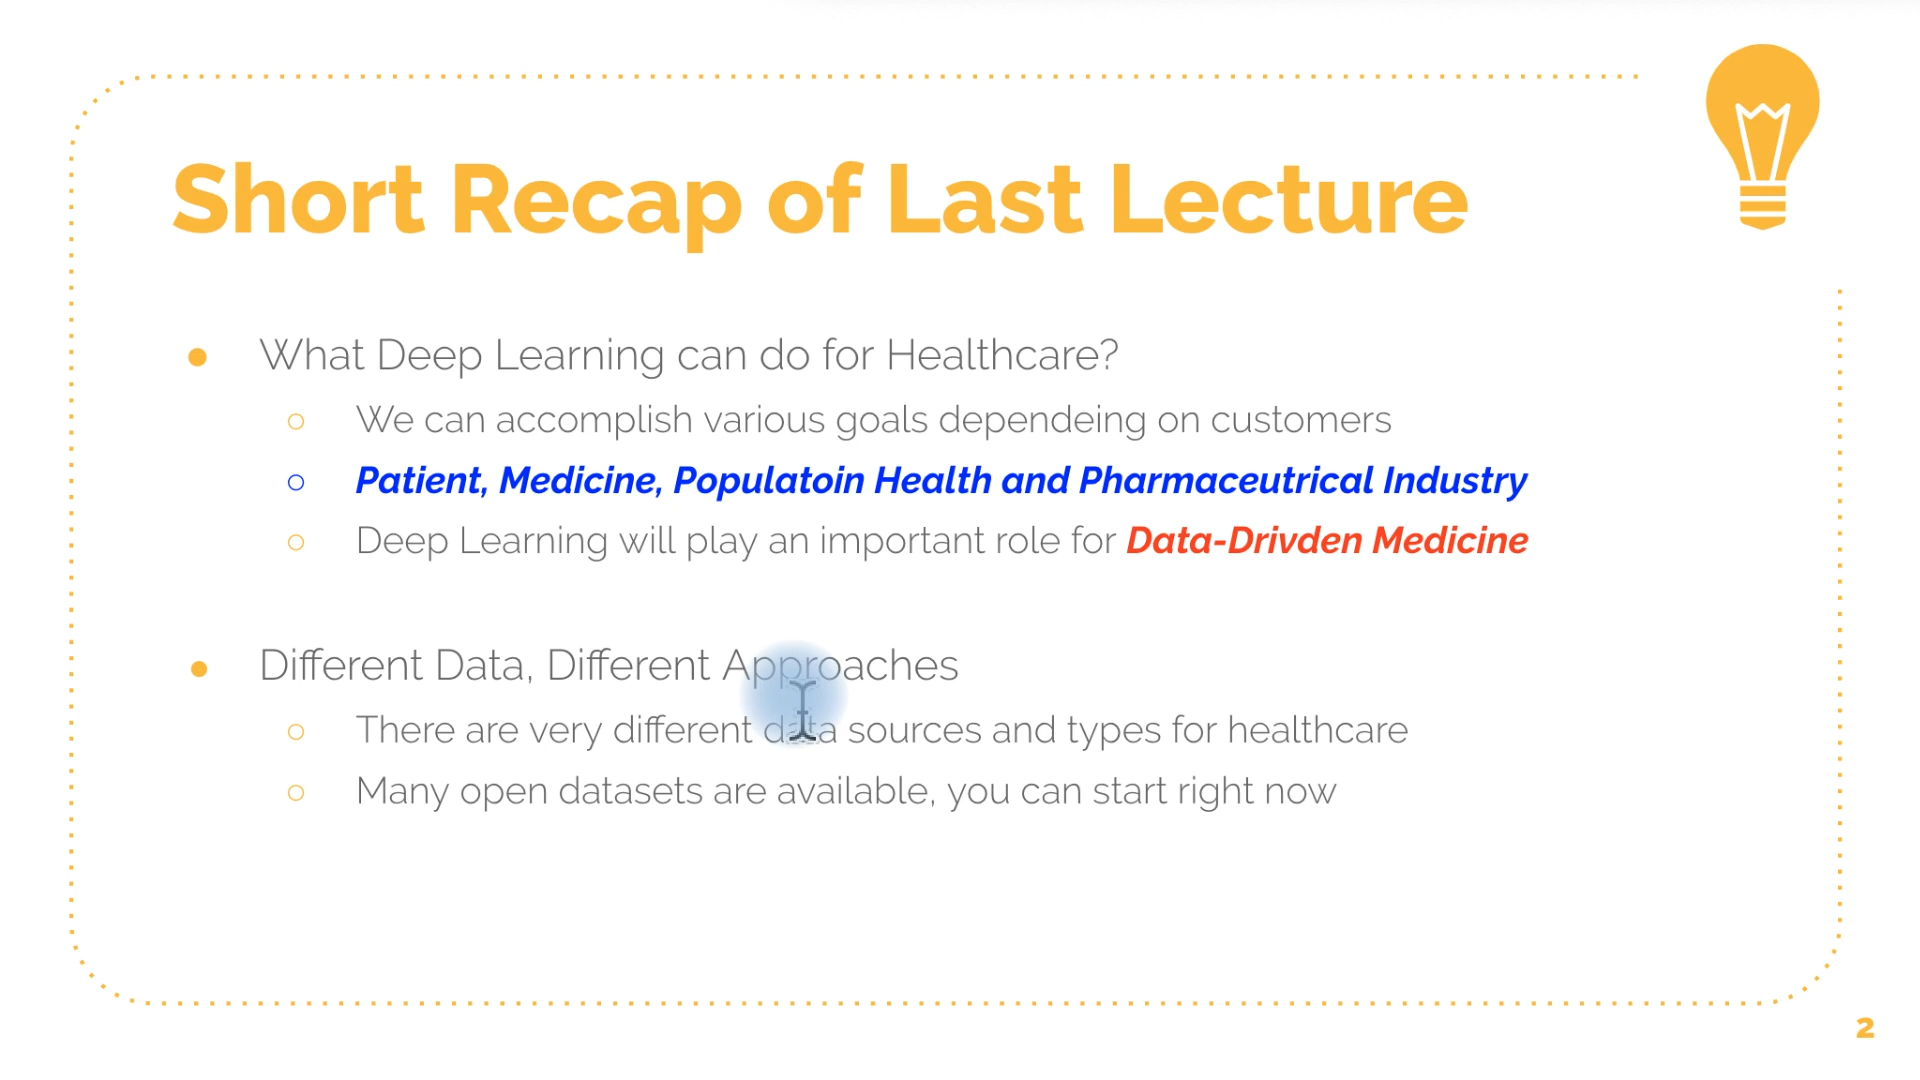 Short Recap of Last Lecture
● What Deep Learning can do for Healthcare?
○ We can accomplish various goals dependeing on customers
○ Patient, Medicine, Populatoin Health and Pharmaceutrical Industry
○ Deep Learning will play an important role for Data-Drivden Medicine
● Different Data, Different Approaches
○ There are very different data sources and types for healthcare
○ Many open datasets are available, you can start right now
2